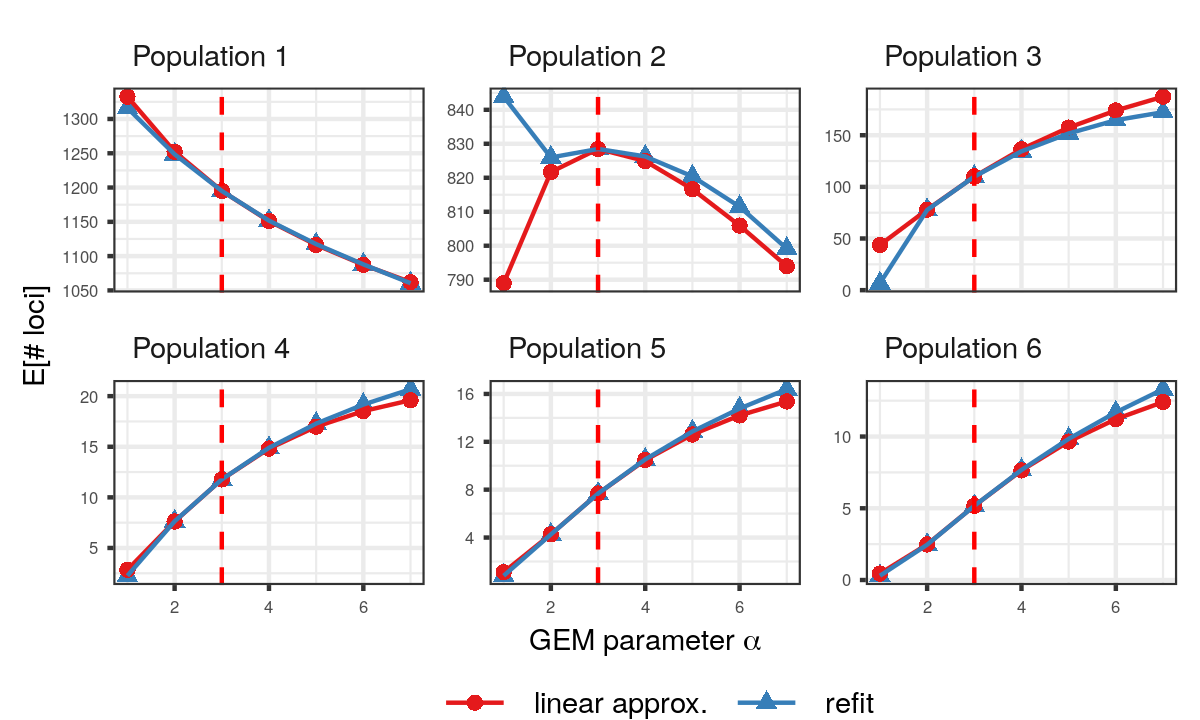 Population 1
Population 2
Population 3
1300
1250
1200
1150
1100
1050
840
830
820
810
800
790
150
100
50
0
E[# loci]
Population 4
Population 5
Population 6
20
15
10
5
16
12
8
4
10
5
0
2 4 6
2 4 6
2 4 6
GEM parameter α
linear approx. refit